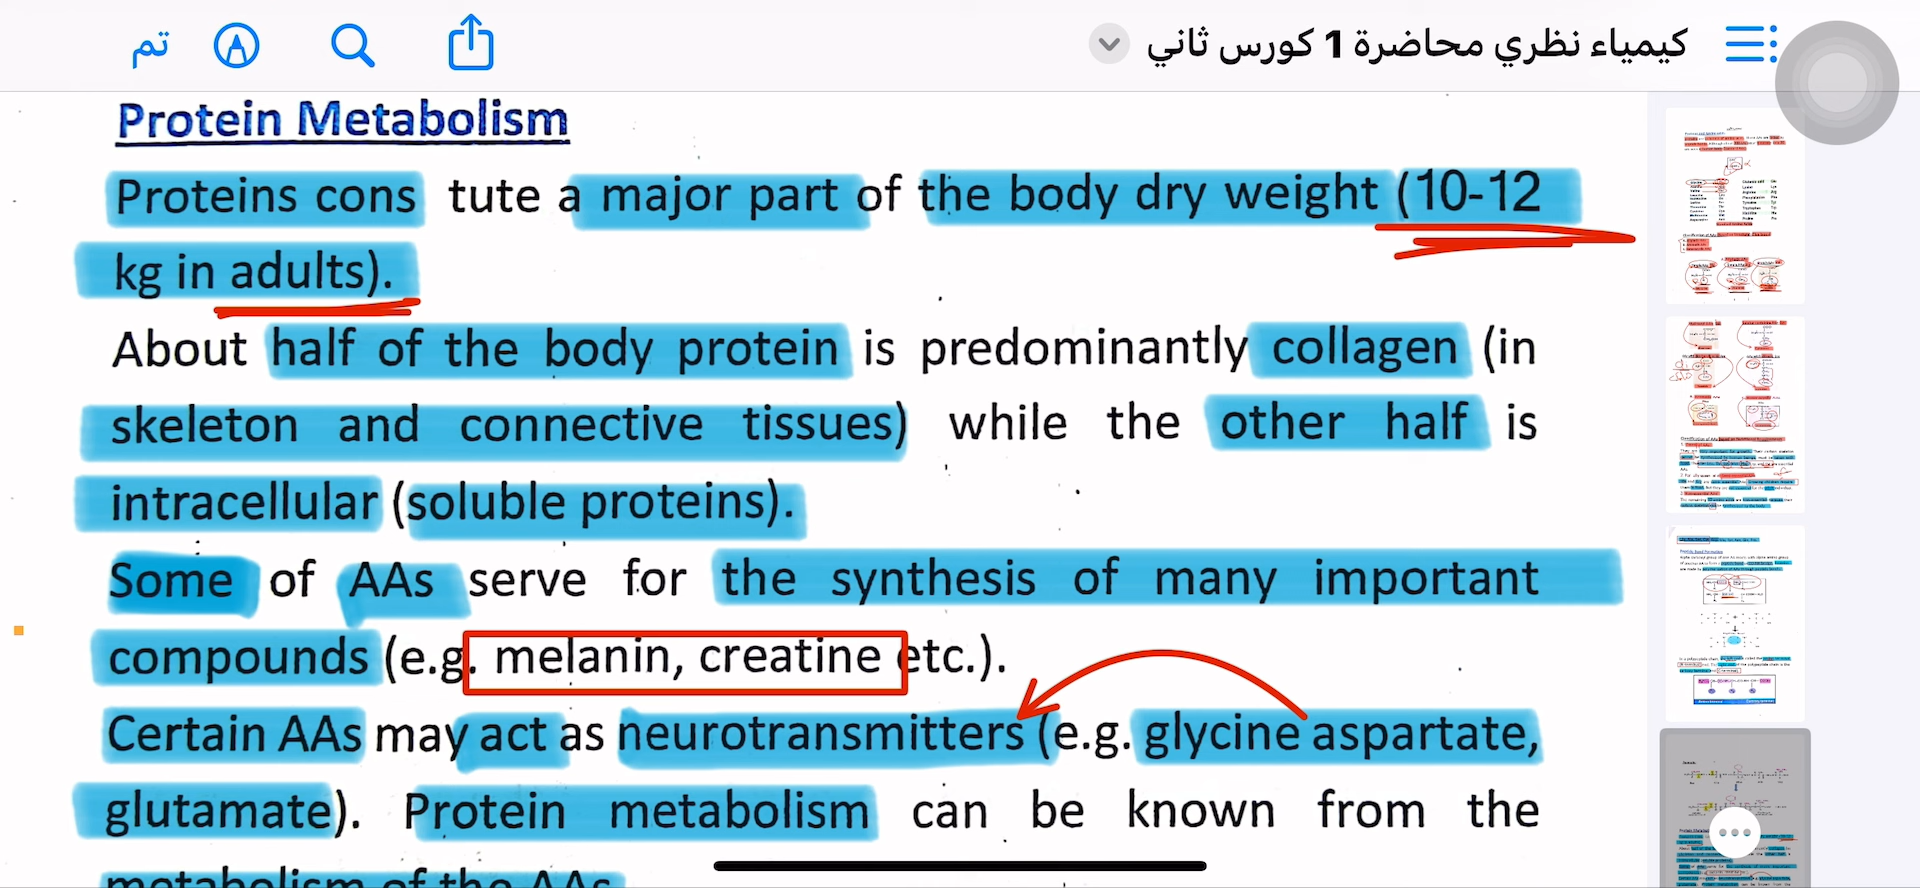 تم
كيمياء نظري محاضرة 1 كورس ثاني
Protein Metabolism
Proteins cons tute a major part of the body dry weight (10-12
kg in adults).
About half of the body protein is predominantly collagen (in
skeleton and connective tissues) while the other half is
intracellular (soluble proteins).
Some of AAs serve for the synthesis of many important
compounds (e.g. melanin, creatine etc.).
Certain AAs may act as neurotransmitters (e.g. glycine aspartate,
glutamate). Protein metabolism can be known from the
metabolism of the AAs